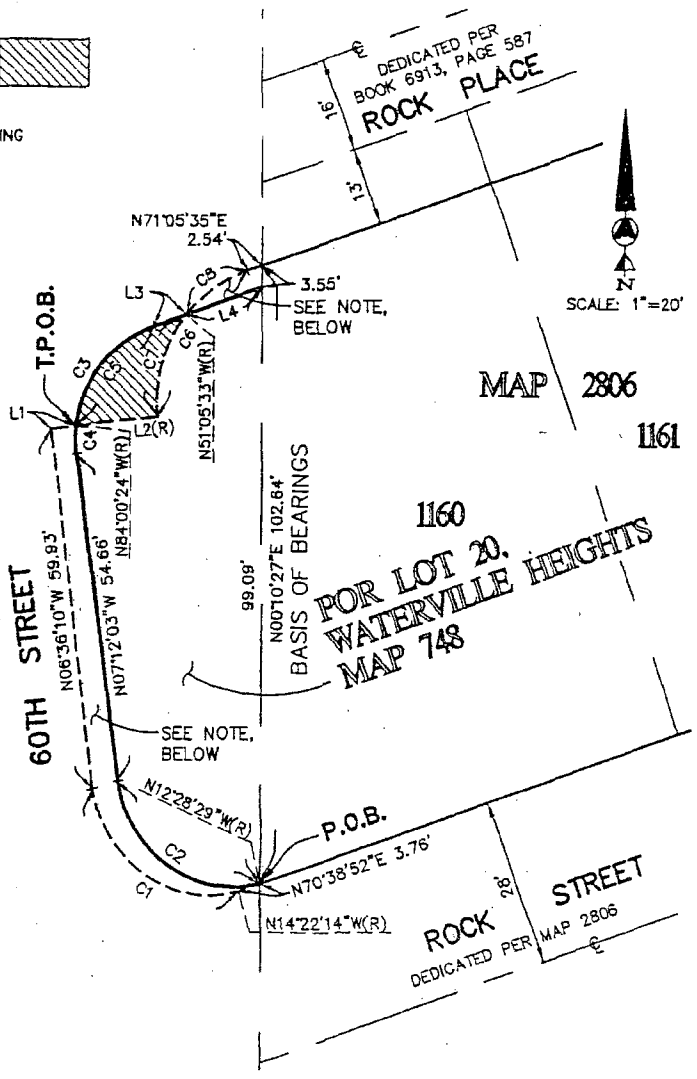 DEDICATED PER
BOOK 6913, PAGE 587
ROCK PLACE
16'
13'
N71°05'35"E
2.54'
3.55'
SEE NOTE,
BELOW
N
SCALE: 1"=20'
T.P.O.B.
L3
C8
C6
L4
C3
C5
C7
L1
C4
L2(R)
N51°05'33"W(R)
N84°00'24"W(R)
MAP 2806
1161
1160
POR LOT 20,
WATERVILLE HEIGHTS
MAP 748
99.09'
N00°10'27"E 102.64'
BASIS OF BEARINGS
60TH STREET
N06°36'10"W 59.93'
N07°12'03"W 54.66'
SEE NOTE,
BELOW
N12°28'29"W(R)
P.O.B.
C2
C1
N70°38'52"E 3.76'
N14°22'14"W(R)
28'
ROCK STREET
DEDICATED PER MAP 2806